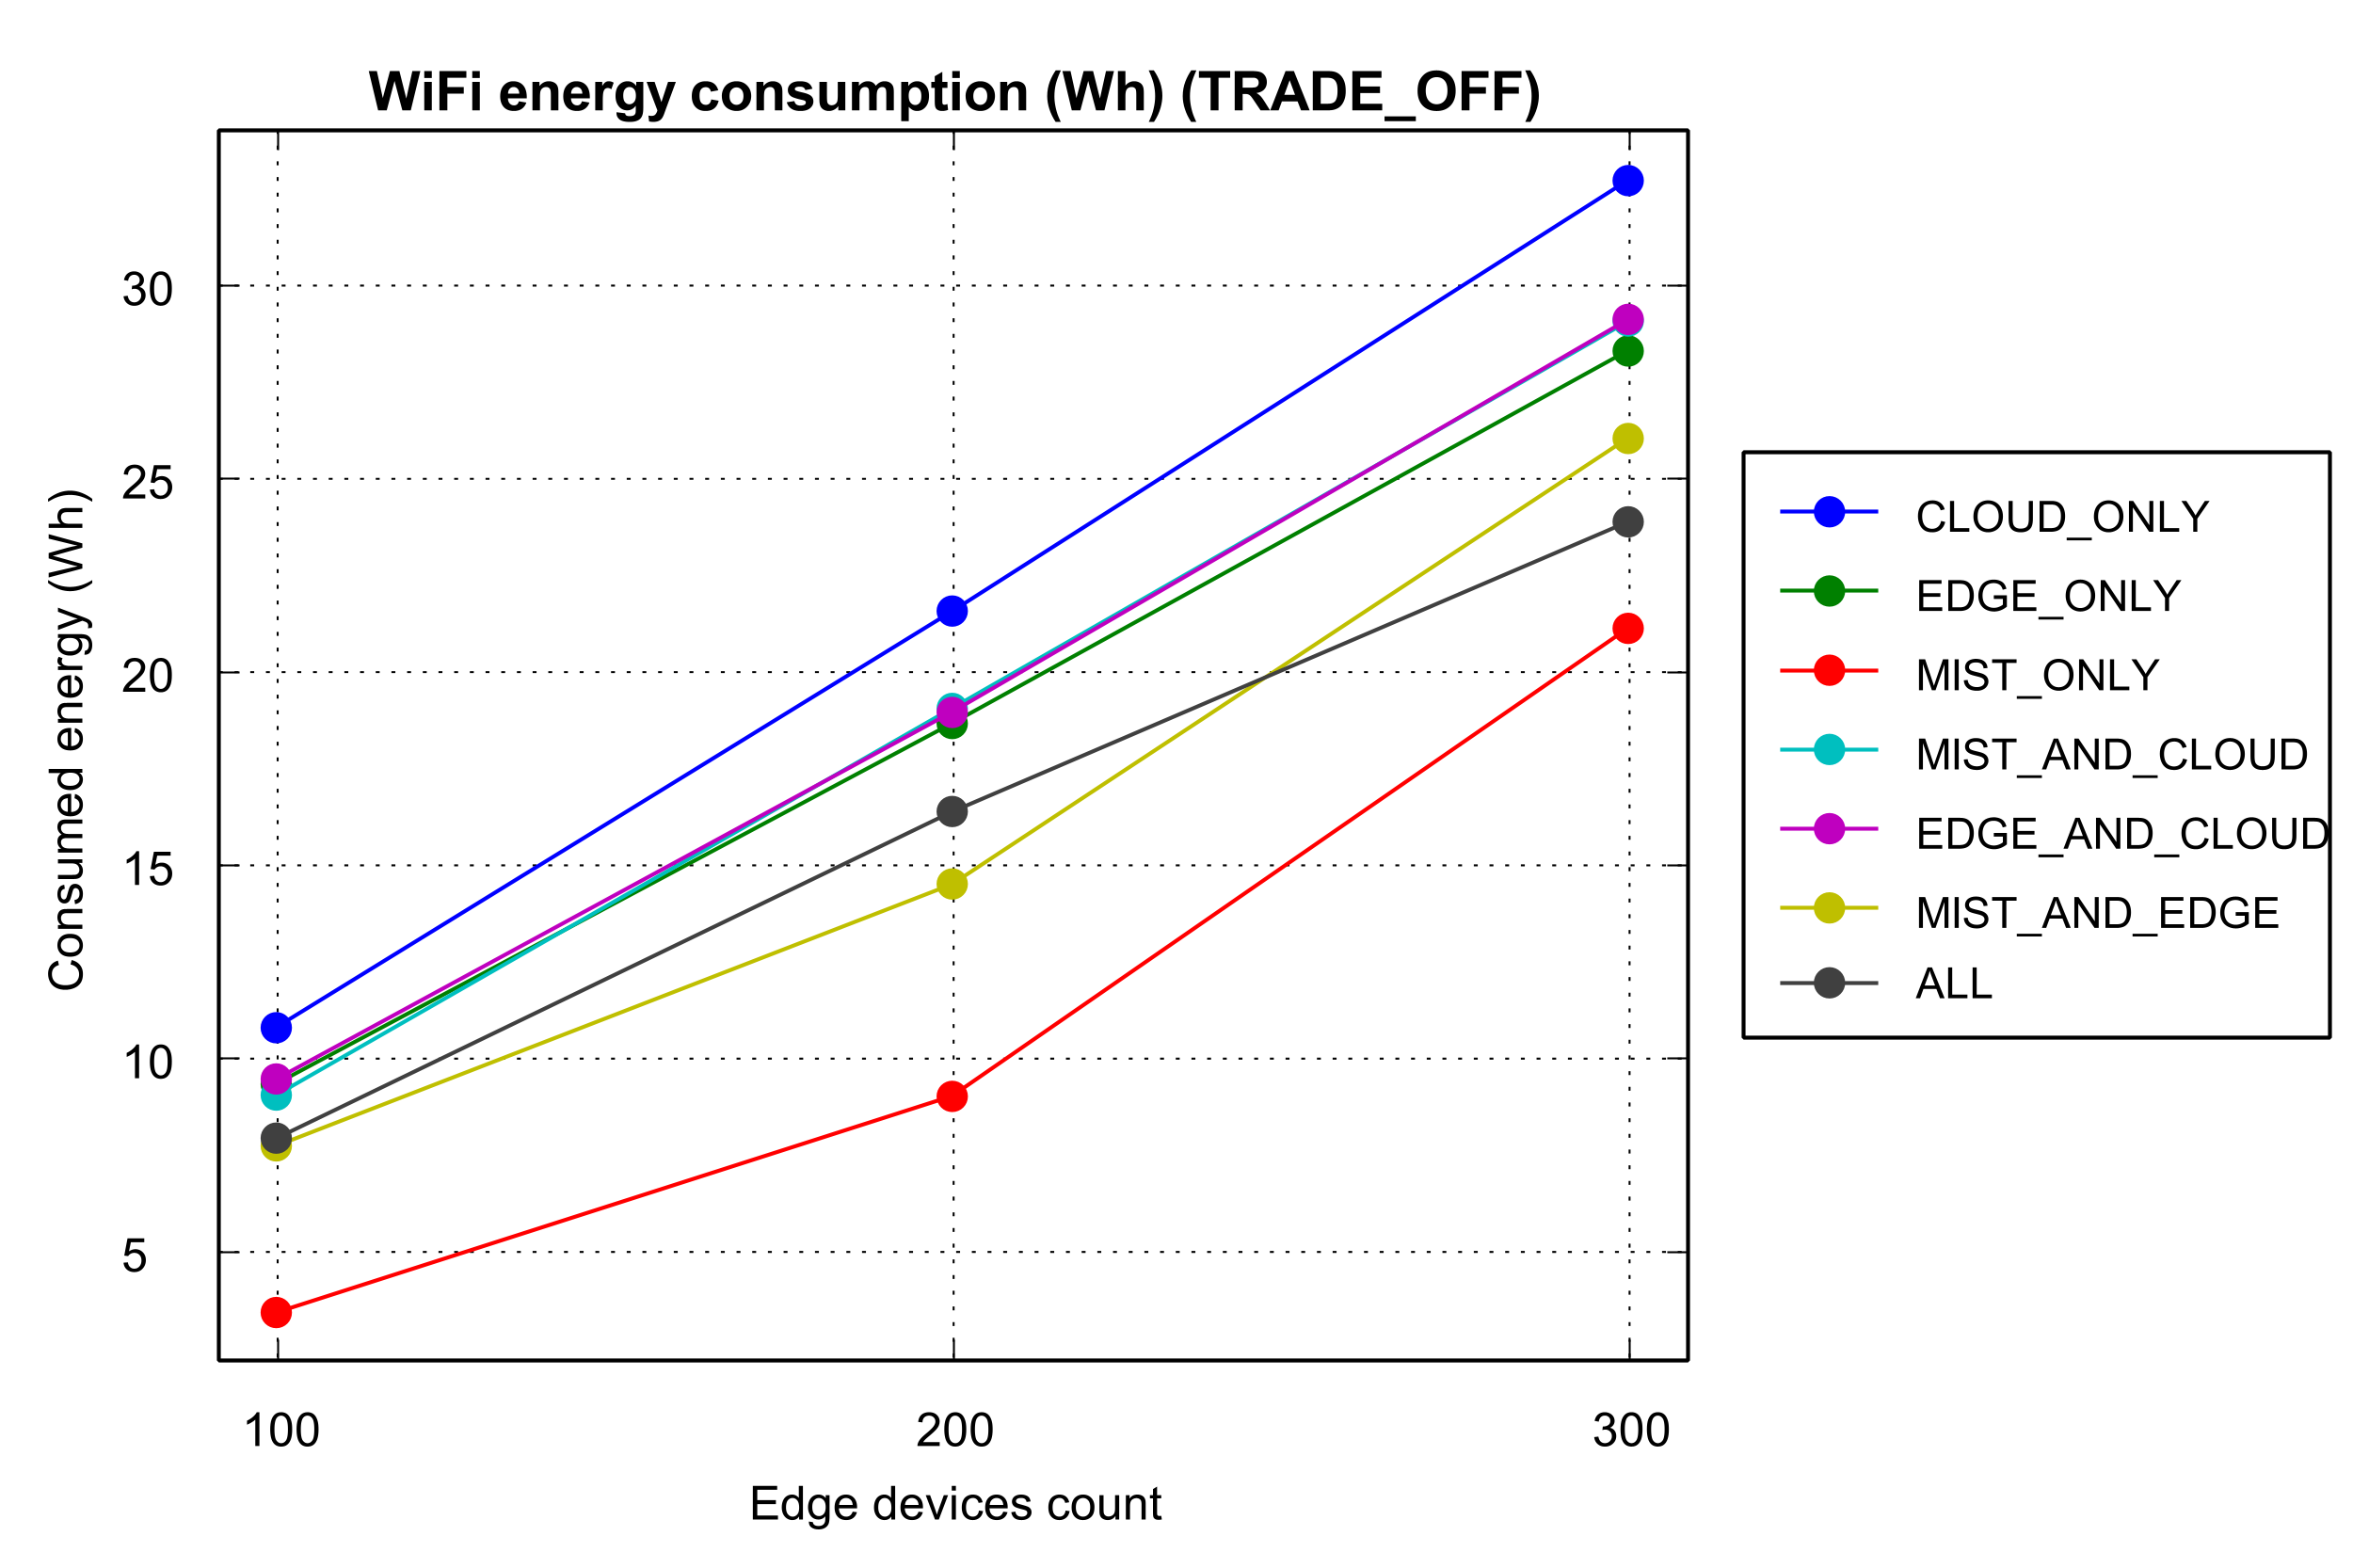 WiFi energy consumption (Wh) (TRADE_OFF)
Consumed energy (Wh)
30
25
20
15
10
5
100
200
300
Edge devices count
CLOUD_ONLY
EDGE_ONLY
MIST_ONLY
MIST_AND_CLOUD
EDGE_AND_CLOUD
MIST_AND_EDGE
ALL